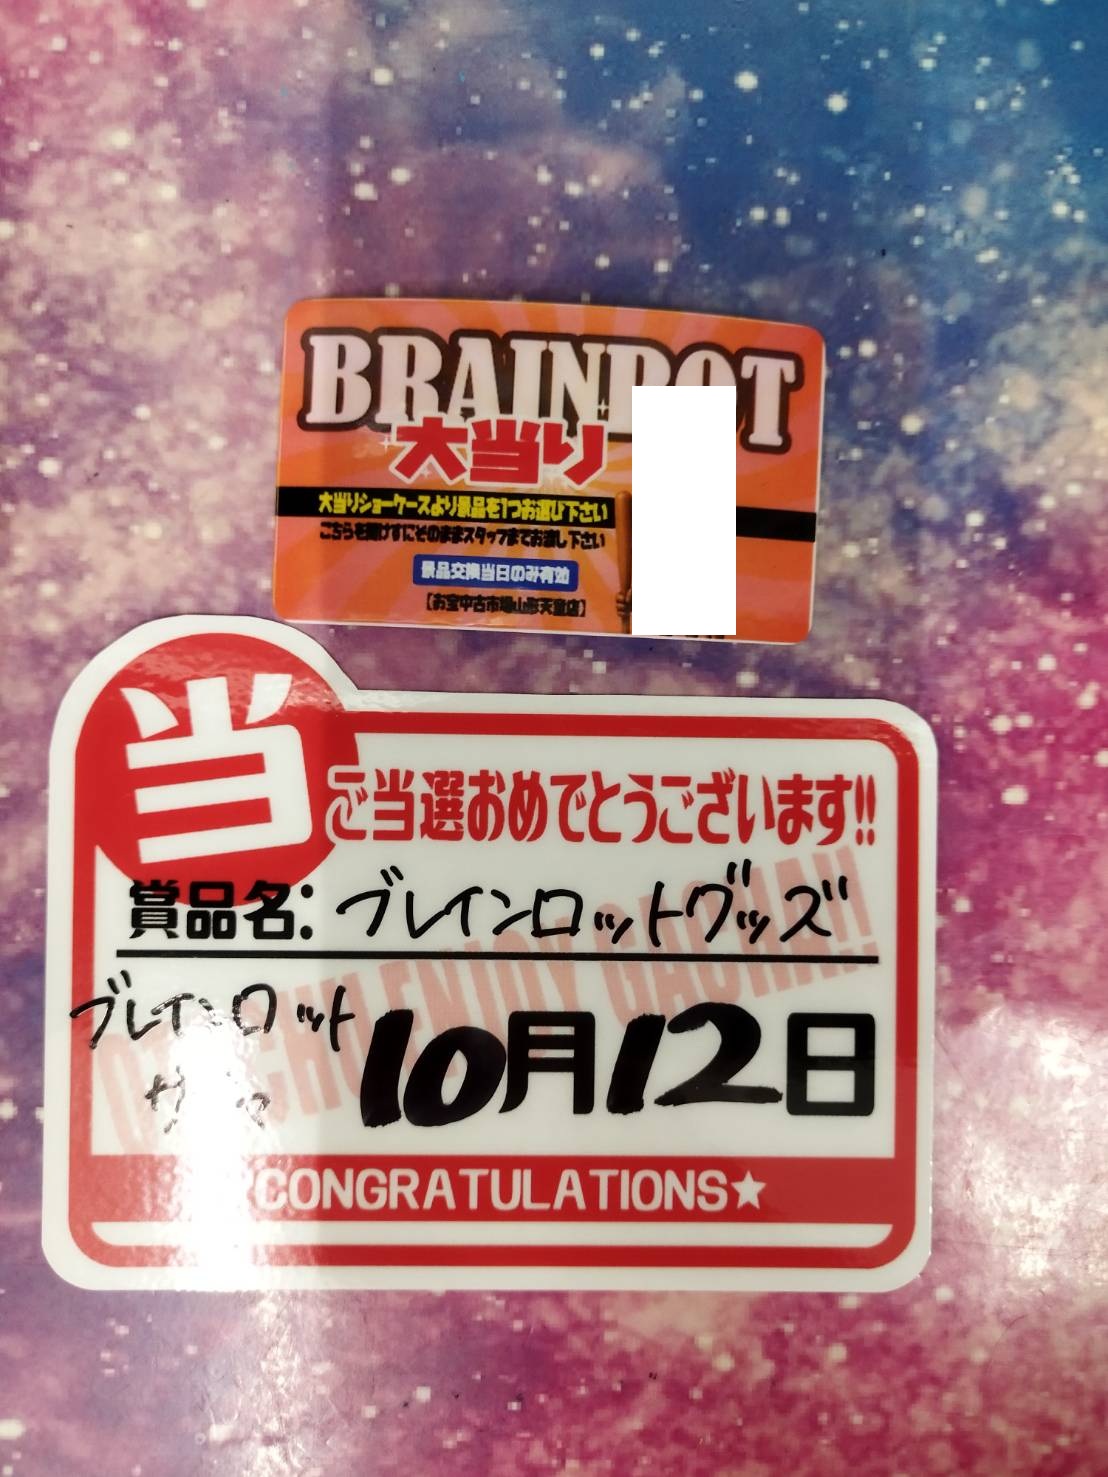 BRAINROT
大当り
大当りショーケースより景品を1つお選び下さい
こちらを開けずにそのままスタッフまでお渡し下さい
景品交換当日のみ有効
【お宝中古市場山形天童店】
当
ご当選おめでとうございます!!
賞品名: ブレインロットグッズ
ブレインロット
10月12日
CONGRATULATIONS★